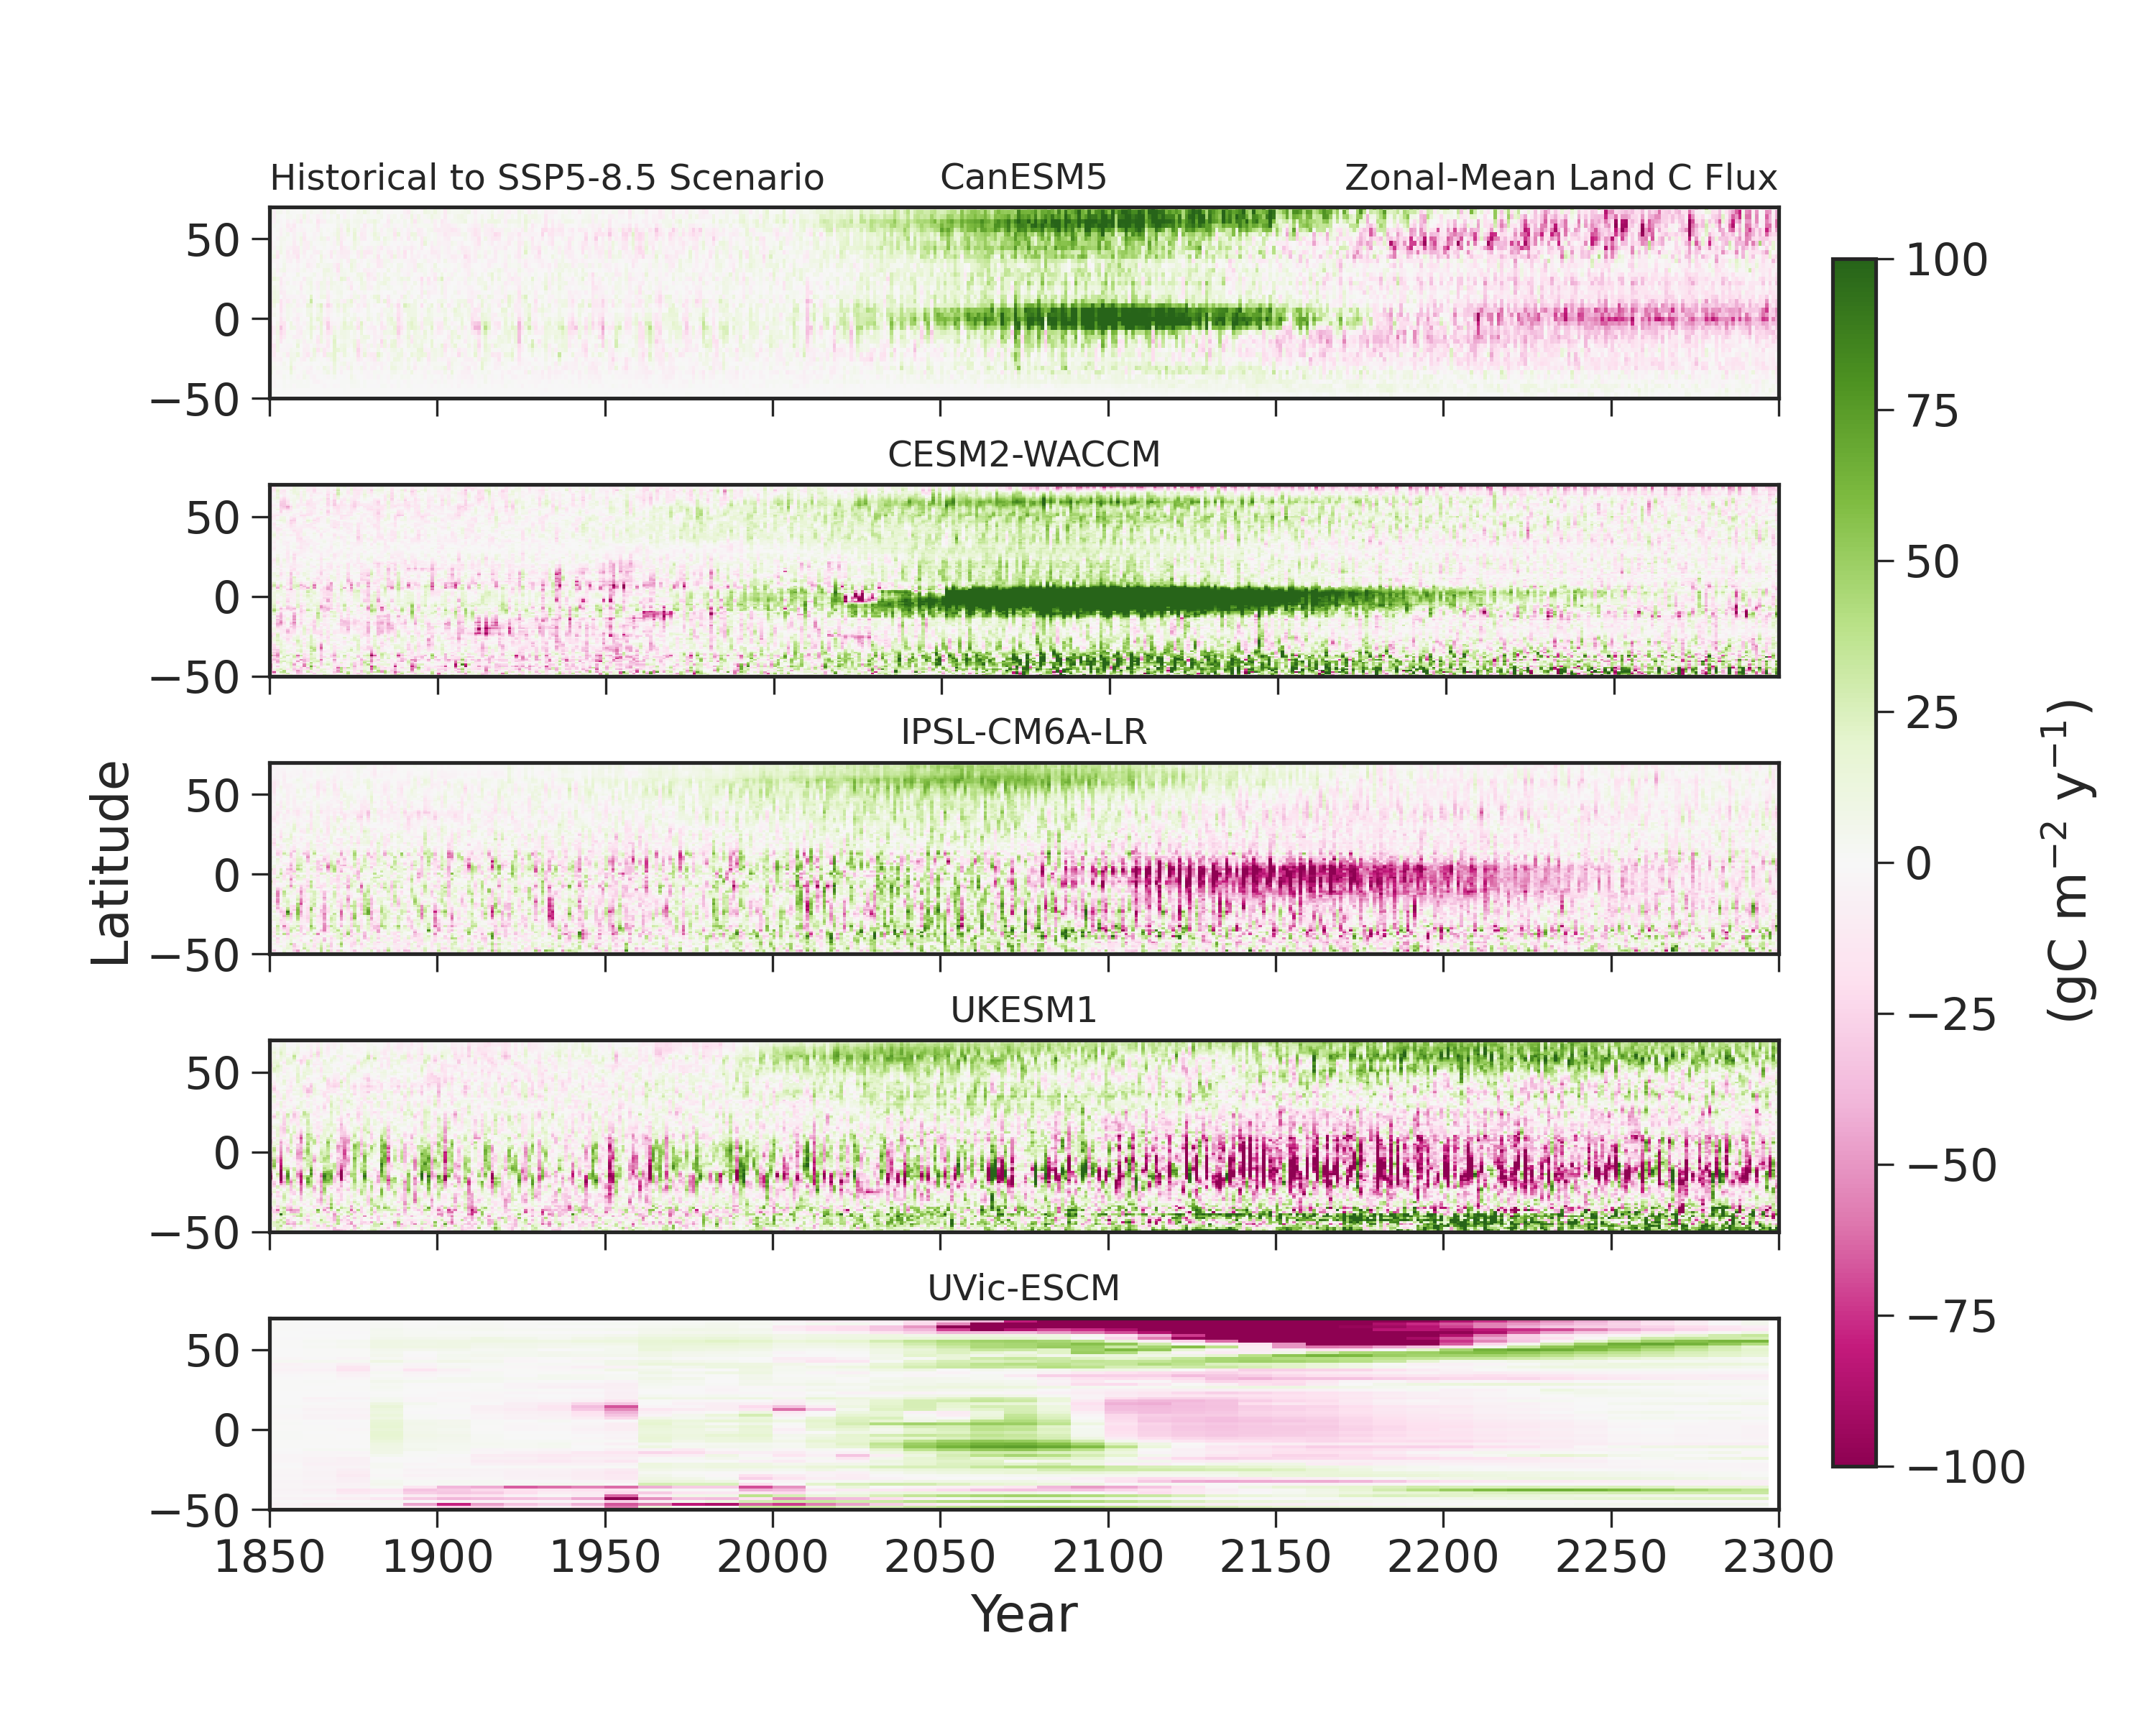 Historical to SSP5-8.5 Scenario CanESM5 Zonal-Mean Land C Flux
50
0
−50
CESM2-WACCM
50
0
−50
IPSL-CM6A-LR
50
0
−50
UKESM1
50
0
−50
UVic-ESCM
50
0
−50
1850 1900 1950 2000 2050 2100 2150 2200 2250 2300
Year
Latitude
100
75
50
25
0
−25
−50
−75
−100
(gC m⁻² y⁻¹)